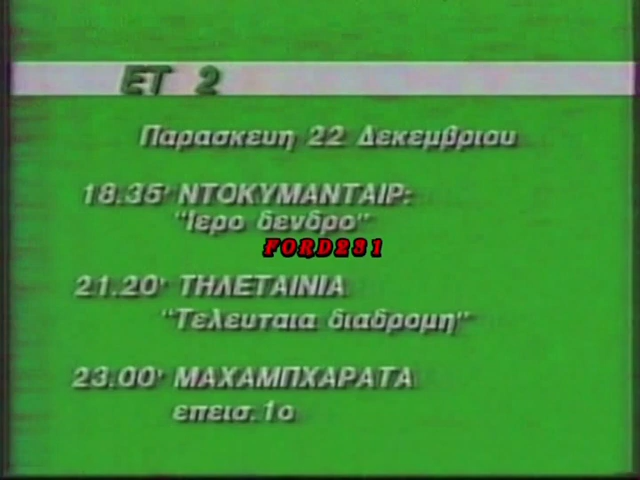 ΕΤ 2
Παρασκευη 22 Δεκεμβριου
18.35' ΝΤΟΚΥΜΑΝΤΑΙΡ:
"Ιερο δενδρο"
FORD231
21.20' ΤΗΛΕΤΑΙΝΙΑ
"Τελευταια διαδρομη"
23.00' ΜΑΧΑΜΠΧΑΡΑΤΑ
επεισ.1ο